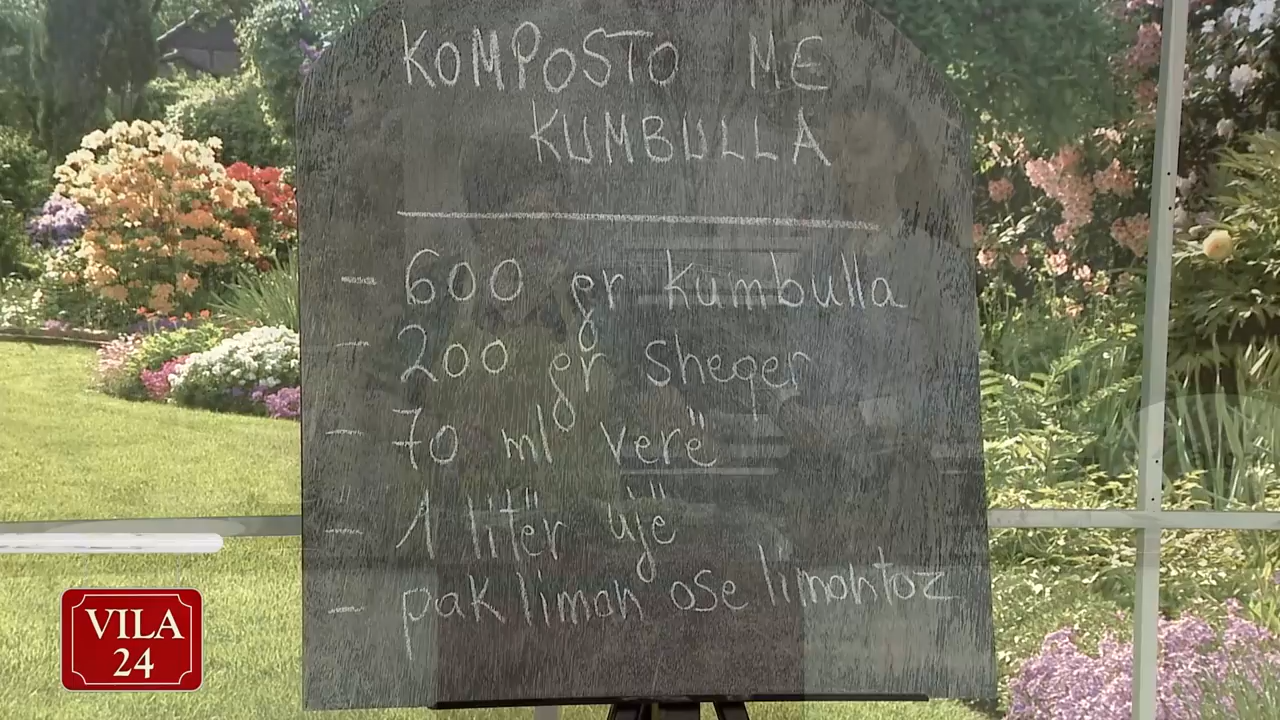 KOMPOSTO ME
KUMBULLA
- 600 gr kumbulla
- 200 gr sheqer
- 70 ml verë
- 1 litër ujë
- pak limon ose limontoz
VILA
24